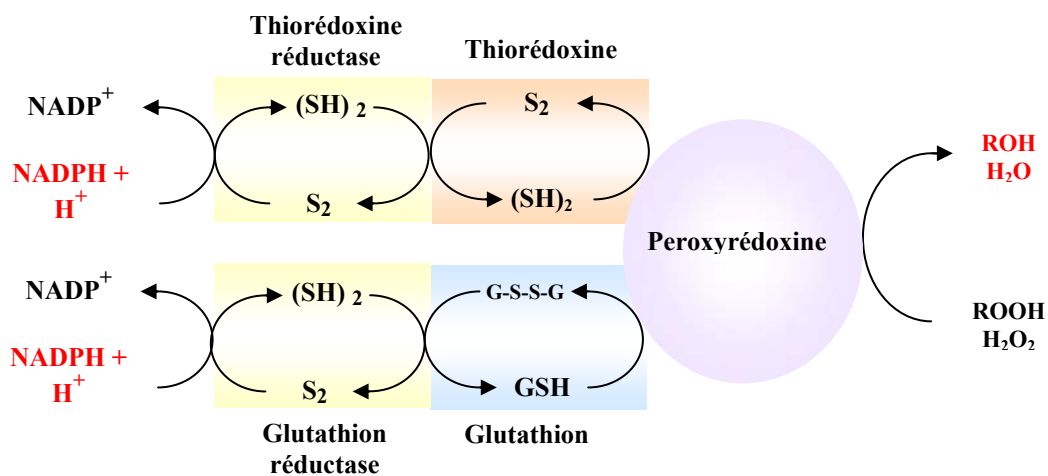 Thiorédoxine
réductase
Thiorédoxine
NADP⁺
(SH) ₂
S₂
ROH
H₂O
NADPH +
H⁺
S₂
(SH)₂
Peroxyrédoxine
NADP⁺
(SH) ₂
G-S-S-G
ROOH
H₂O₂
NADPH +
H⁺
S₂
GSH
Glutathion
réductase
Glutathion